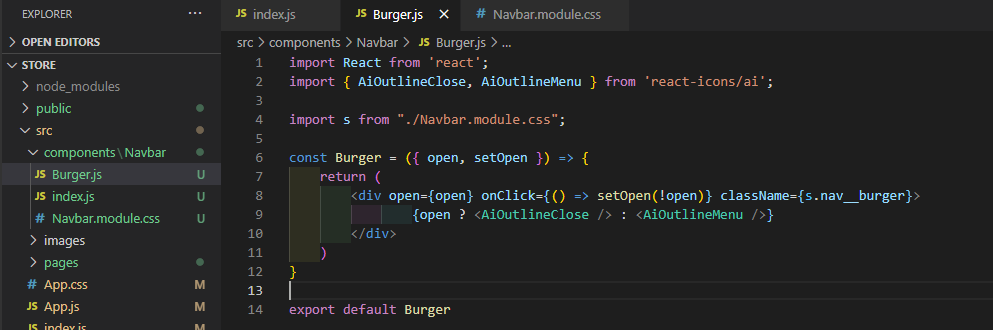 EXPLORER
...
OPEN EDITORS
STORE
node_modules
public
src
components\Navbar
JS Burger.js U
JS index.js U
# Navbar.module.css U
images
pages
# App.css M
JS App.js M
JS index.js M
JS index.js
JS Burger.js
# Navbar.module.css
src > components > Navbar > JS Burger.js > ...
1 import React from 'react';
2 import { AiOutlineClose, AiOutlineMenu } from 'react-icons/ai';
3
4 import s from "./Navbar.module.css";
5
6 const Burger = ({ open, setOpen }) => {
7 return (
8 <div open={open} onClick={() => setOpen(!open)} className={s.nav__burger}>
9 {open ? <AiOutlineClose /> : <AiOutlineMenu />}
10 </div>
11 )
12 }
13
14 export default Burger